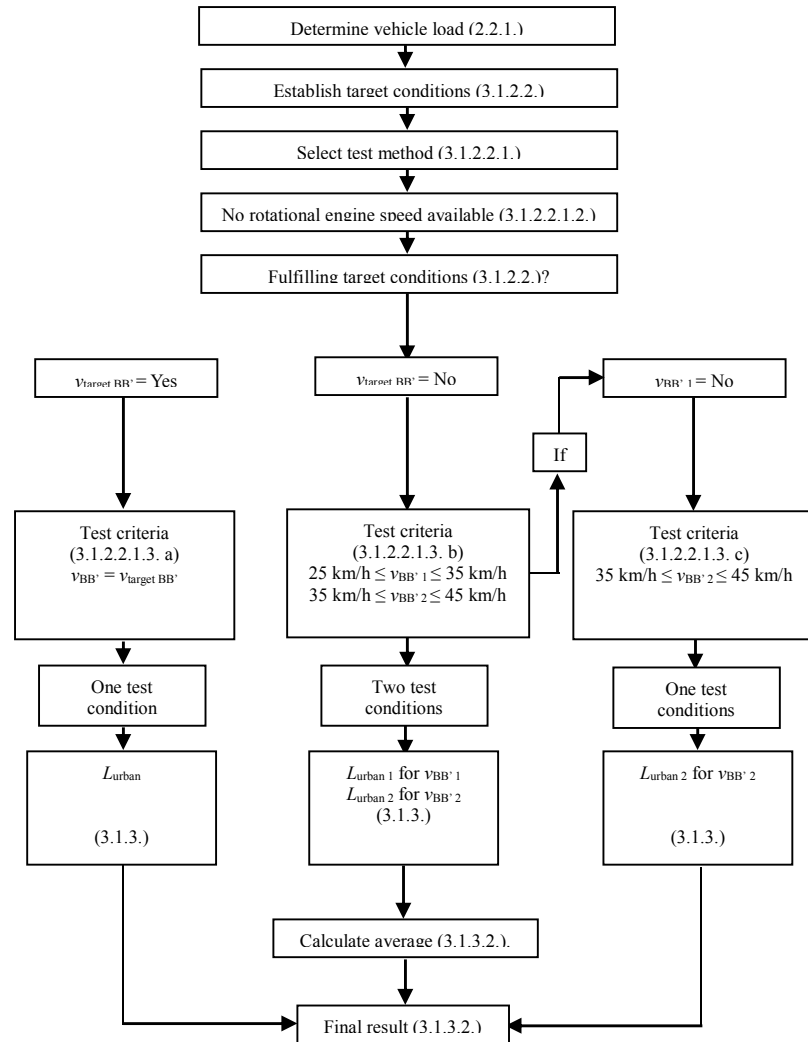 Determine vehicle load (2.2.1.)
Establish target conditions (3.1.2.2.)
Select test method (3.1.2.2.1.)
No rotational engine speed available (3.1.2.2.1.2.)
Fulfilling target conditions (3.1.2.2.)?
vtarget BB' = Yes
vtarget BB' = No
vBB' 1 = No
If
Test criteria
(3.1.2.2.1.3. a)
vBB' = vtarget BB'
Test criteria
(3.1.2.2.1.3. b)
25 km/h ≤ vBB' 1 ≤ 35 km/h
35 km/h ≤ vBB' 2 ≤ 45 km/h
Test criteria
(3.1.2.2.1.3. c)
35 km/h ≤ vBB' 2 ≤ 45 km/h
One test
condition
Two test
conditions
One test
conditions
Lurban
(3.1.3.)
Lurban 1 for vBB' 1
Lurban 2 for vBB' 2
(3.1.3.)
Lurban 2 for vBB' 2
(3.1.3.)
Calculate average (3.1.3.2.).
Final result (3.1.3.2.)